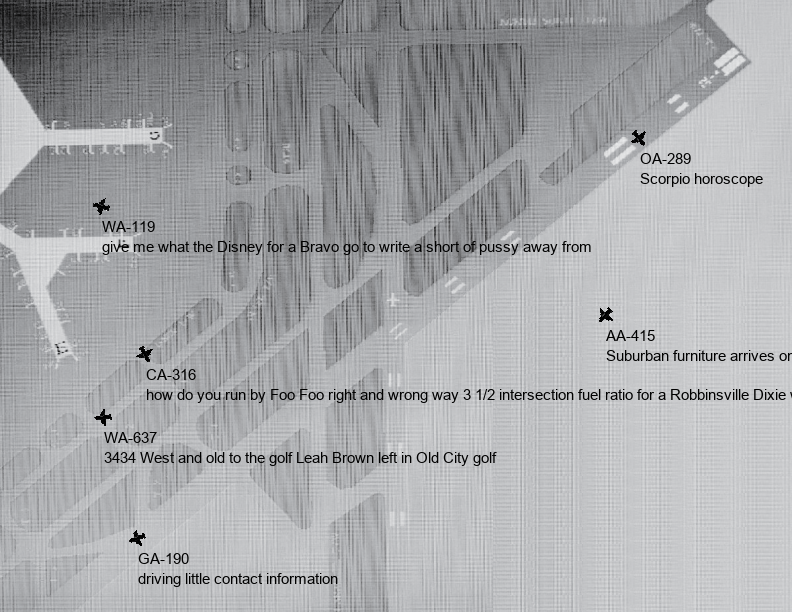 OA-289
Scorpio horoscope
WA-119
give me what the Disney for a Bravo go to write a short of pussy away from
AA-415
Suburban furniture arrives or
CA-316
how do you run by Foo Foo right and wrong way 3 1/2 intersection fuel ratio for a Robbinsville Dixie
WA-637
3434 West and old to the golf Leah Brown left in Old City golf
GA-190
driving little contact information